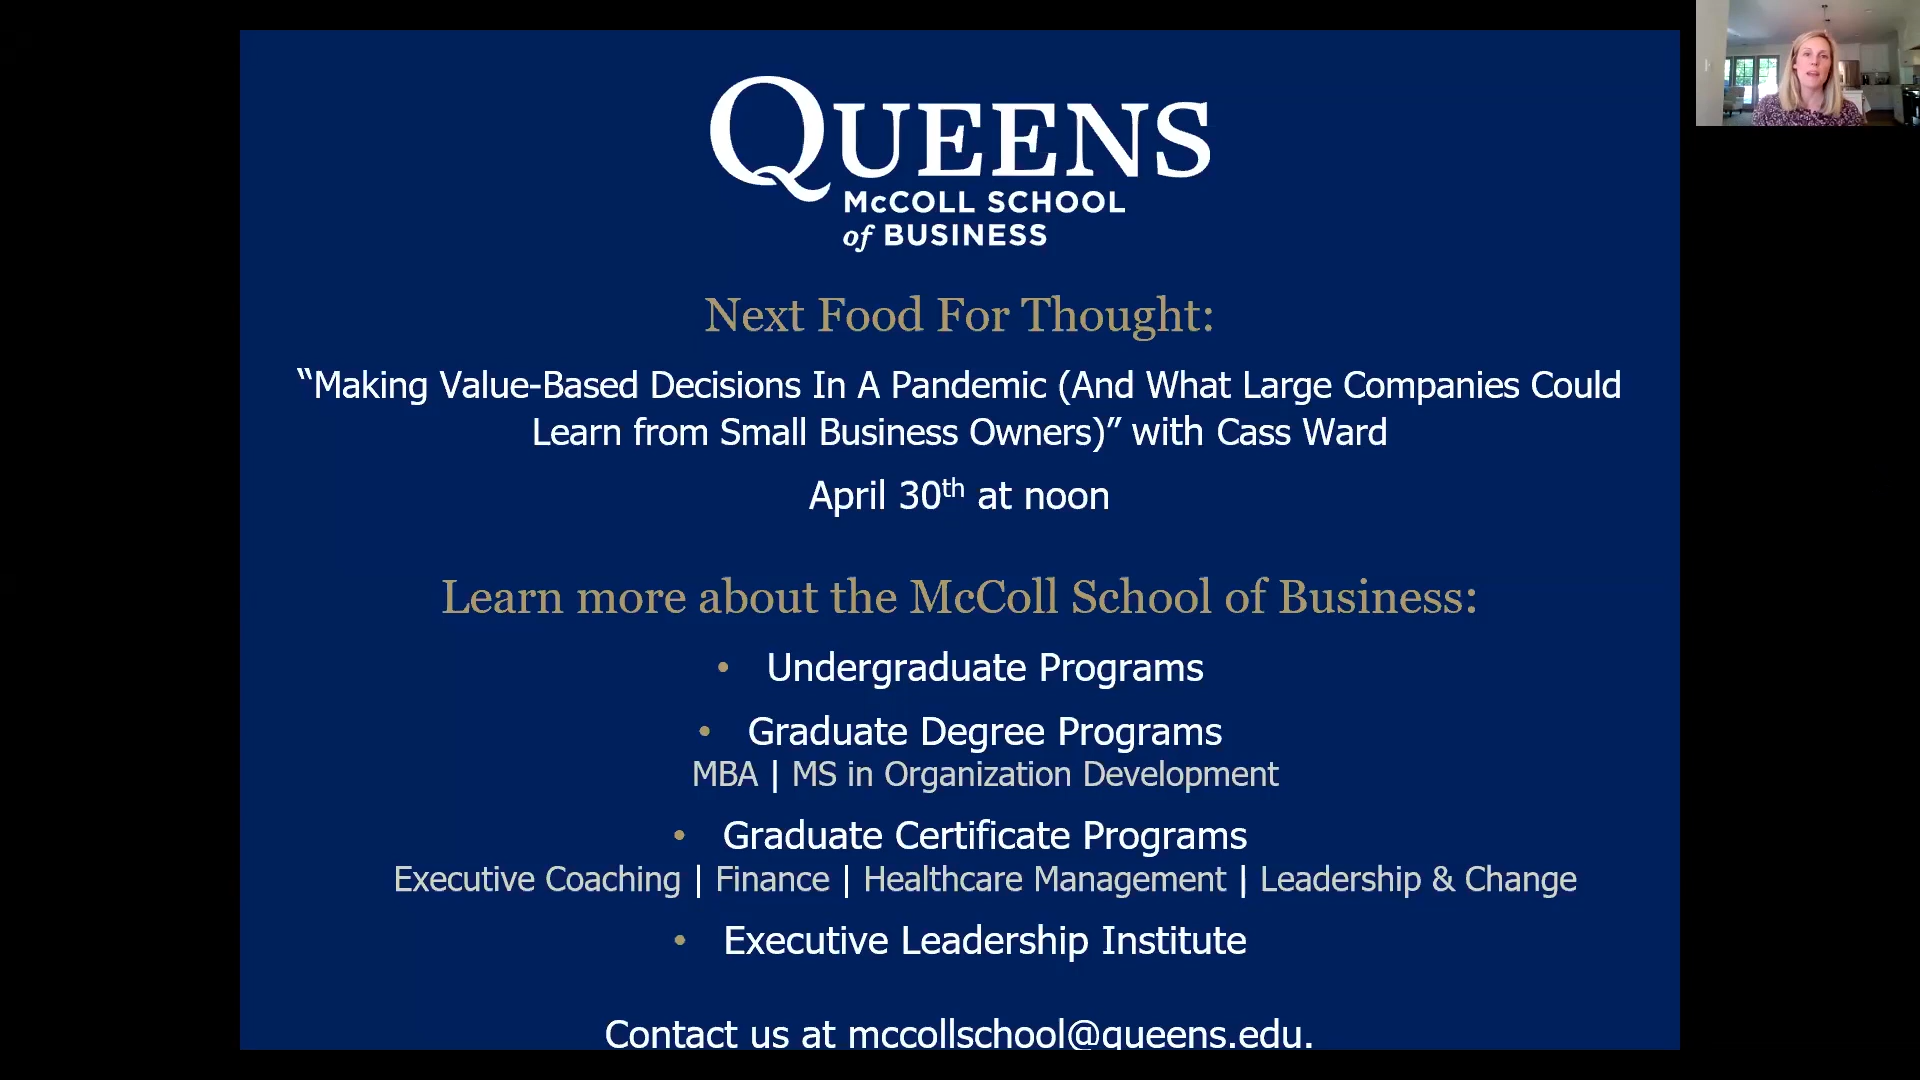 QUEENS
McCOLL SCHOOL
of BUSINESS
Next Food For Thought:
“Making Value-Based Decisions In A Pandemic (And What Large Companies Could
Learn from Small Business Owners)” with Cass Ward
April 30th at noon
Learn more about the McColl School of Business:
• Undergraduate Programs
• Graduate Degree Programs
MBA | MS in Organization Development
• Graduate Certificate Programs
Executive Coaching | Finance | Healthcare Management | Leadership & Change
• Executive Leadership Institute
Contact us at mccollschool@queens.edu.